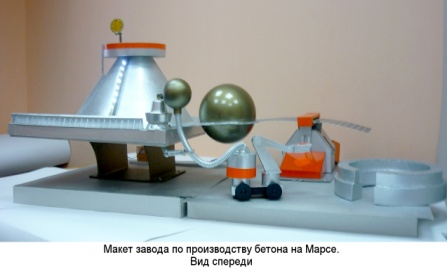 Макет завода по производству бетона на Марсе.
Вид спереди